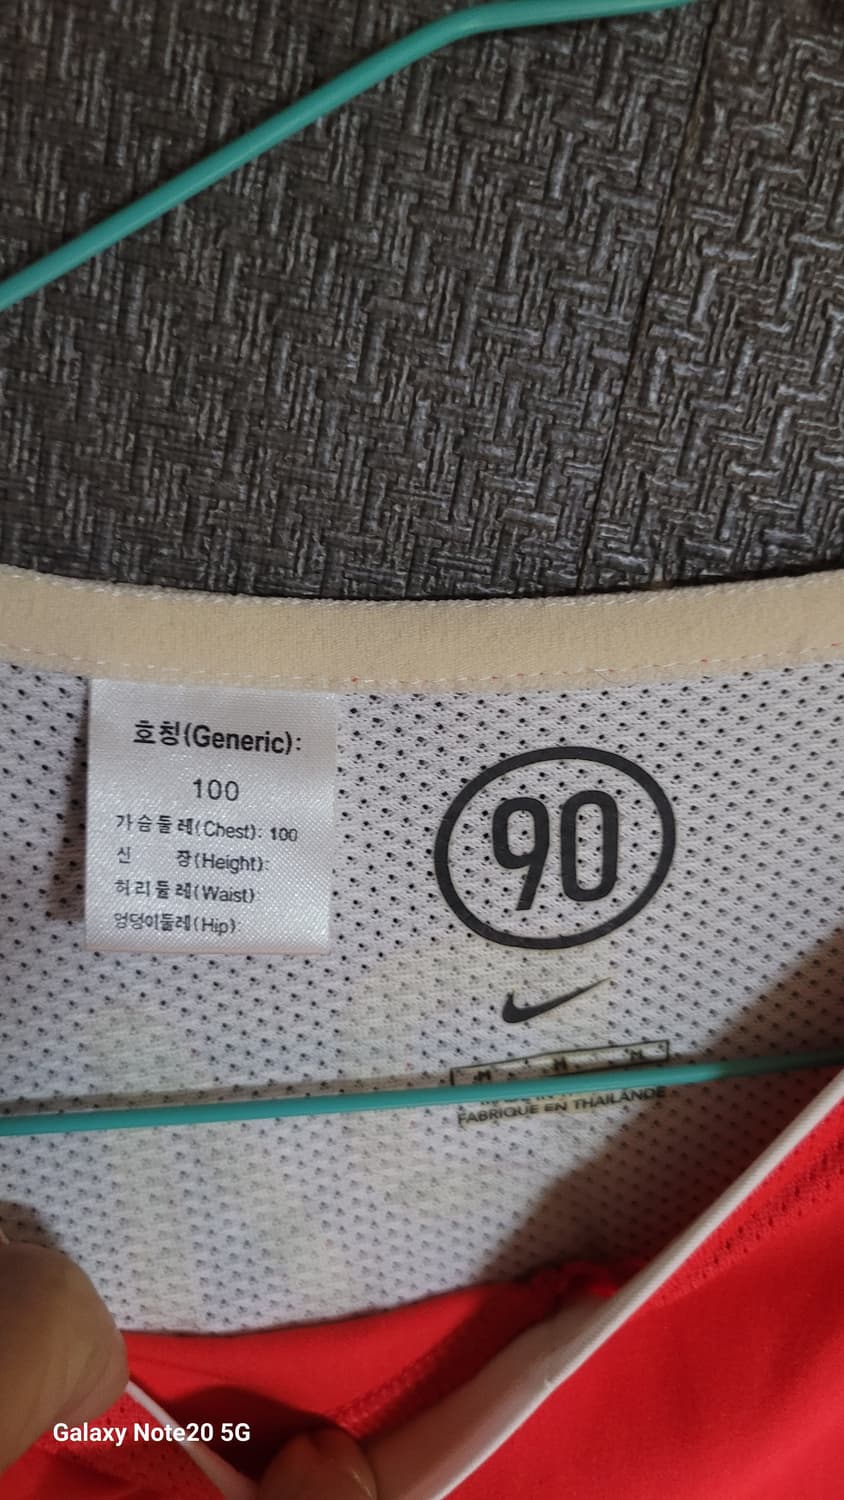 호칭(Generic):
100
가슴둘레(Chest): 100
신 장(Height):
허리둘레(Waist)
엉덩이둘레(Hip):
90
M M M
FABRIQUE EN THAILANDE
Galaxy Note20 5G